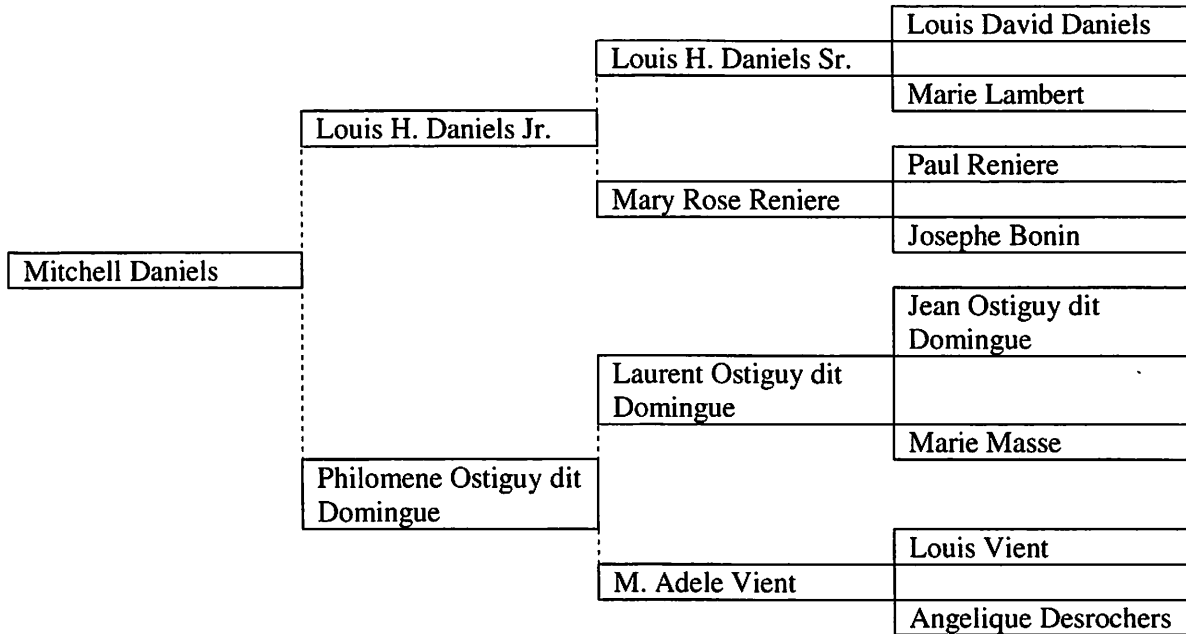 Louis David Daniels
Louis H. Daniels Sr.
Marie Lambert
Louis H. Daniels Jr.
Paul Reniere
Mary Rose Reniere
Josephe Bonin
Mitchell Daniels
Jean Ostiguy dit
Domingue
Laurent Ostiguy dit
Domingue
Marie Masse
Philomene Ostiguy dit
Domingue
Louis Vient
M. Adele Vient
Angelique Desrochers